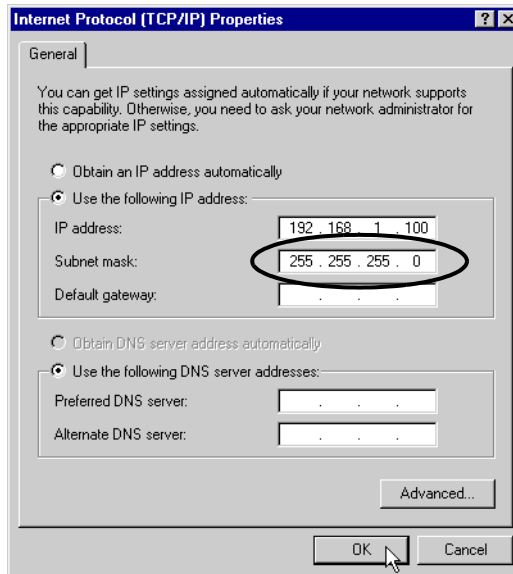 Internet Protocol (TCP/IP) Properties
General
You can get IP settings assigned automatically if your network supports
this capability. Otherwise, you need to ask your network administrator for
the appropriate IP settings.
Obtain an IP address automatically
Use the following IP address:
IP address: 192 . 168 . 1 . 100
Subnet mask: 255 . 255 . 255 . 0
Default gateway: . . .
Obtain DNS server address automatically
Use the following DNS server addresses:
Preferred DNS server: . . .
Alternate DNS server: . . .
Advanced...
OK Cancel